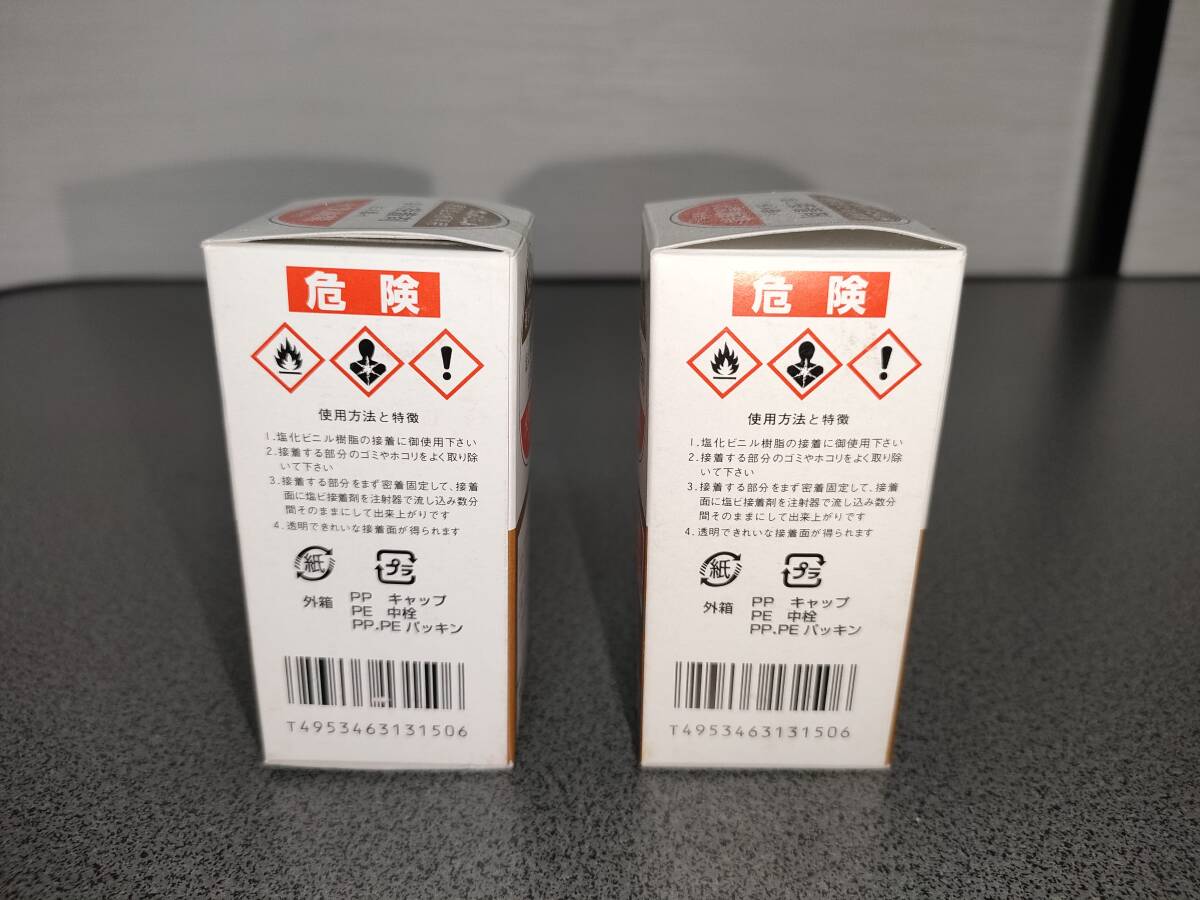 危険
使用方法と特徴
1.塩化ビニル樹脂の接着に御使用下さい
2.接着する部分のゴミやホコリをよく取り除
いて下さい
3.接着する部分をまず密着固定して、接着
面に塩ビ接着剤を注射器で流し込み数分
間そのままにして出来上がりです
4.透明できれいな接着面が得られます
紙
プラ
外箱
PP キャップ
PE 中栓
PP､PE パッキン
T4953463131506
危険
使用方法と特徴
1.塩化ビニル樹脂の接着に御使用下さい
2.接着する部分のゴミやホコリをよく取り除
いて下さい
3.接着する部分をまず密着固定して、接着
面に塩ビ接着剤を注射器で流し込み数分
間そのままにして出来上がりです
4.透明できれいな接着面が得られます
紙
プラ
外箱
PP キャップ
PE 中栓
PP､PE パッキン
T4953463131506